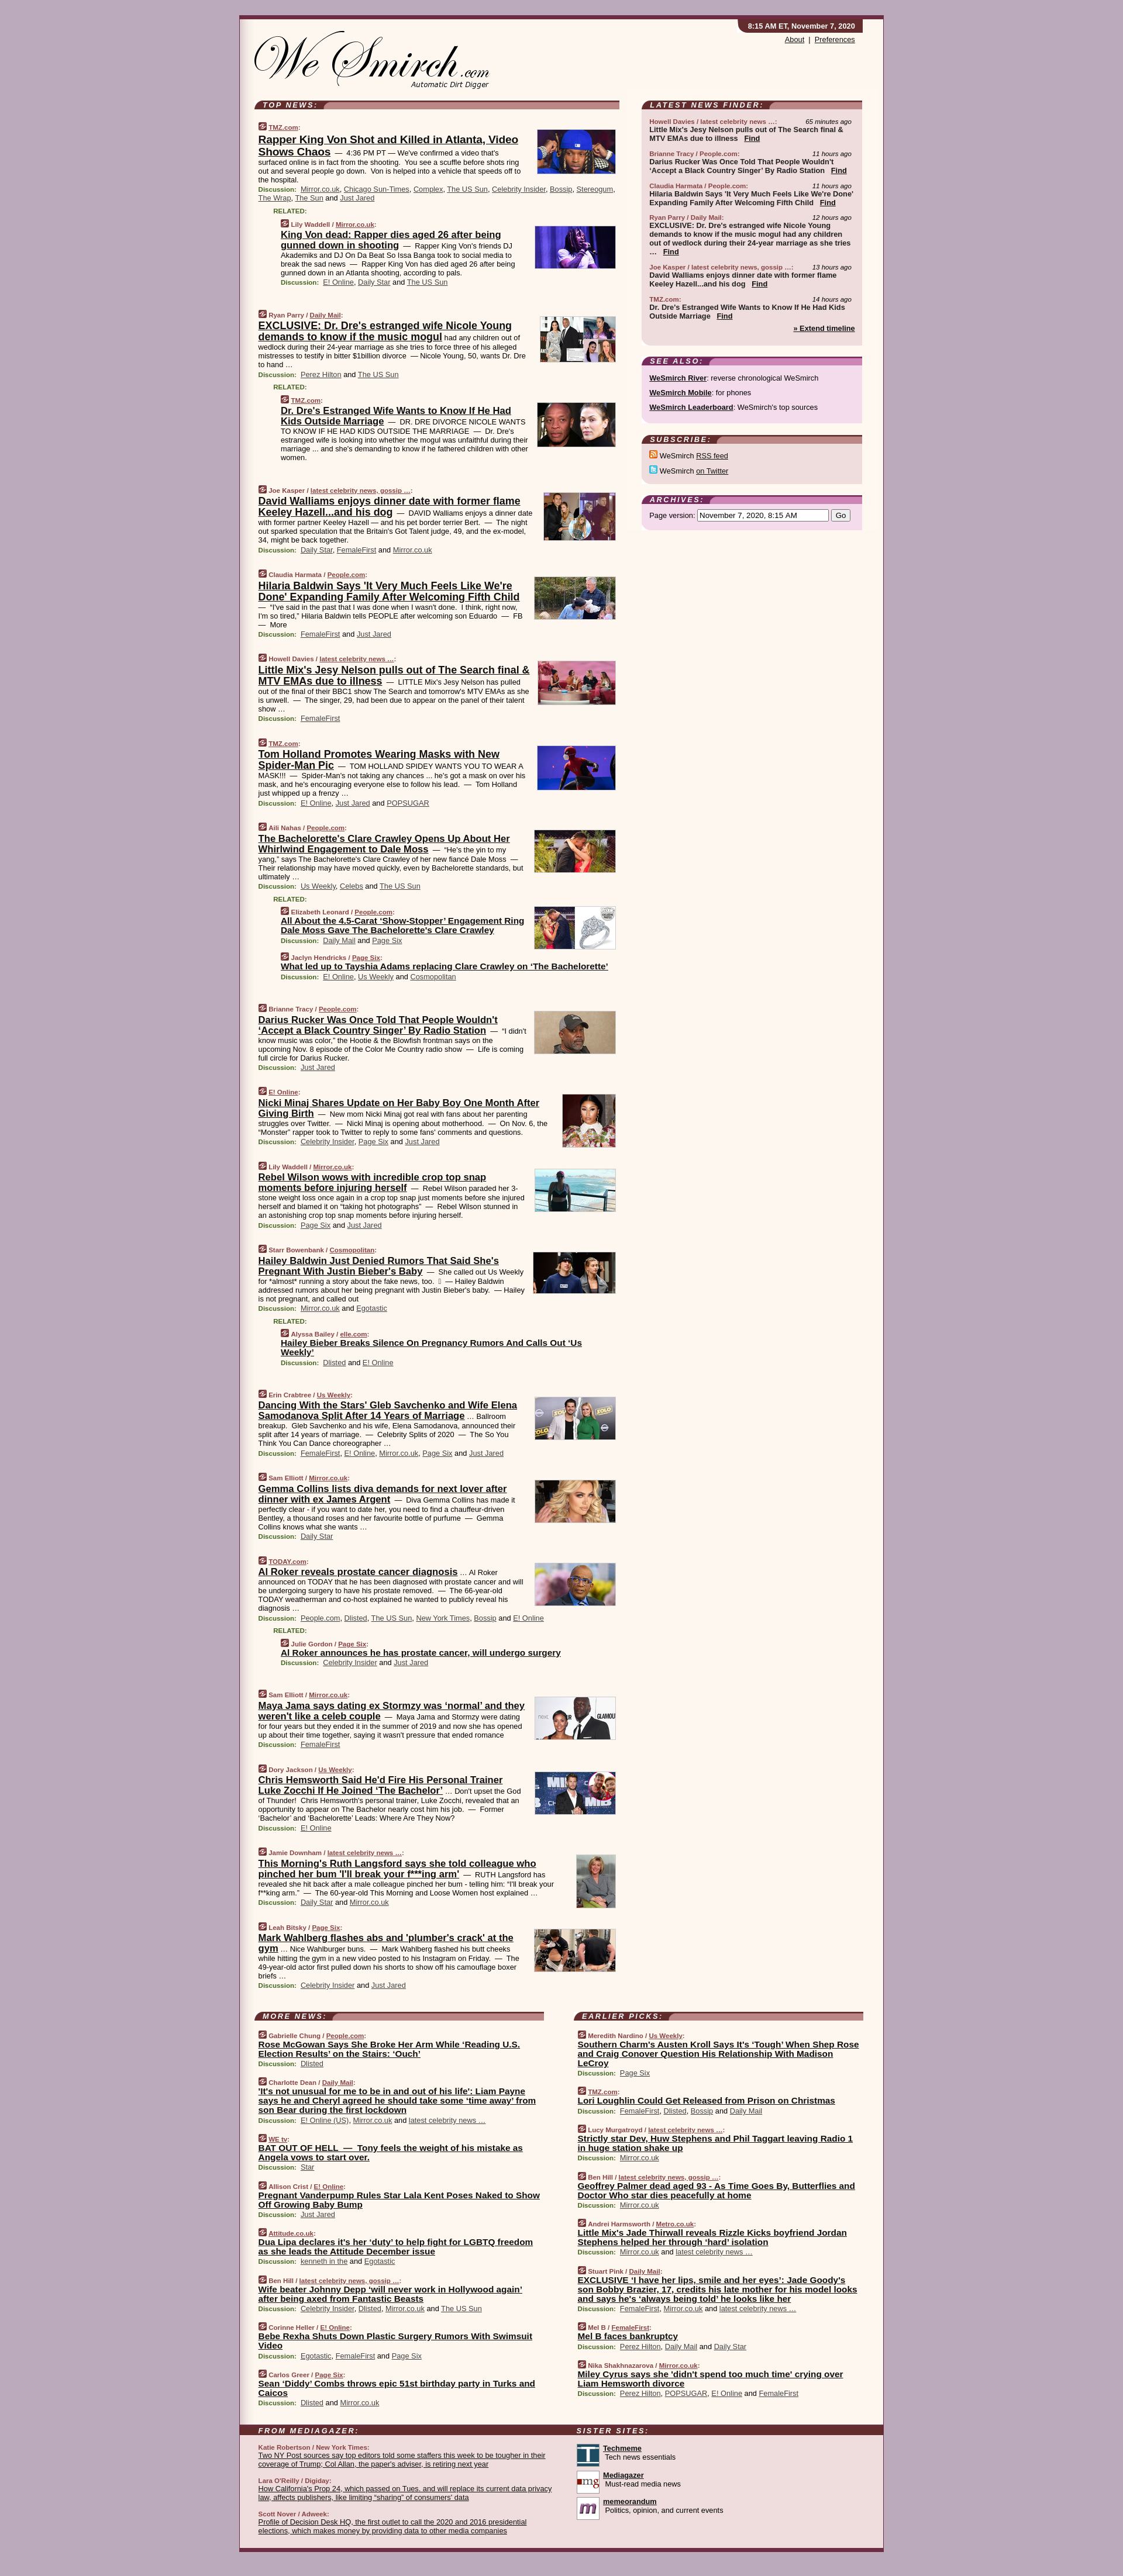 8:15 AM ET, November 7, 2020
About | Preferences
We Smirch.com
Automatic Dirt Digger
TOP NEWS:
TMZ.com:
Rapper King Von Shot and Killed in Atlanta, Video
Shows Chaos — 4:36 PM PT — We've confirmed a video that's
surfaced online is in fact from the shooting. You see a scuffle before shots ring
out and several people go down. Von is helped into a vehicle that speeds off to
the hospital.
Discussion: Mirror.co.uk, Chicago Sun-Times, Complex, The US Sun, Celebrity Insider, Bossip, Stereogum,
The Wrap, The Sun and Just Jared
RELATED:
Lily Waddell / Mirror.co.uk:
King Von dead: Rapper dies aged 26 after being
gunned down in shooting — Rapper King Von's friends DJ
Akademiks and DJ On Da Beat So Issa Banga took to social media to
break the sad news — Rapper King Von has died aged 26 after being
gunned down in an Atlanta shooting, according to pals.
Discussion: E! Online, Daily Star and The US Sun
Ryan Parry / Daily Mail:
EXCLUSIVE: Dr. Dre's estranged wife Nicole Young
demands to know if the music mogul had any children out of
wedlock during their 24-year marriage as she tries to force three of his alleged
mistresses to testify in bitter $1billion divorce — Nicole Young, 50, wants Dr. Dre
to hand …
Discussion: Perez Hilton and The US Sun
RELATED:
TMZ.com:
Dr. Dre's Estranged Wife Wants to Know If He Had
Kids Outside Marriage — DR. DRE DIVORCE NICOLE WANTS
TO KNOW IF HE HAD KIDS OUTSIDE THE MARRIAGE — Dr. Dre's
estranged wife is looking into whether the mogul was unfaithful during their
marriage ... and she's demanding to know if he fathered children with other
women.
Joe Kasper / latest celebrity news, gossip …:
David Walliams enjoys dinner date with former flame
Keeley Hazell...and his dog — DAVID Walliams enjoys a dinner date
with former partner Keeley Hazell — and his pet border terrier Bert. — The night
out sparked speculation that the Britain's Got Talent judge, 49, and the ex-model,
34, might be back together.
Discussion: Daily Star, FemaleFirst and Mirror.co.uk
Claudia Harmata / People.com:
Hilaria Baldwin Says 'It Very Much Feels Like We're
Done' Expanding Family After Welcoming Fifth Child
— “I've said in the past that I was done when I wasn't done. I think, right now,
I'm so tired,” Hilaria Baldwin tells PEOPLE after welcoming son Eduardo — FB
— More
Discussion: FemaleFirst and Just Jared
Howell Davies / latest celebrity news …:
Little Mix's Jesy Nelson pulls out of The Search final &
MTV EMAs due to illness — LITTLE Mix's Jesy Nelson has pulled
out of the final of their BBC1 show The Search and tomorrow's MTV EMAs as she
is unwell. — The singer, 29, had been due to appear on the panel of their talent
show …
Discussion: FemaleFirst
TMZ.com:
Tom Holland Promotes Wearing Masks with New
Spider-Man Pic — TOM HOLLAND SPIDEY WANTS YOU TO WEAR A
MASK!!! — Spider-Man's not taking any chances ... he's got a mask on over his
mask, and he's encouraging everyone else to follow his lead. — Tom Holland
just whipped up a frenzy …
Discussion: E! Online, Just Jared and POPSUGAR
Aili Nahas / People.com:
The Bachelorette's Clare Crawley Opens Up About Her
Whirlwind Engagement to Dale Moss — “He's the yin to my
yang,” says The Bachelorette's Clare Crawley of her new fiancé Dale Moss —
Their relationship may have moved quickly, even by Bachelorette standards, but
ultimately …
Discussion: Us Weekly, Celebs and The US Sun
RELATED:
Elizabeth Leonard / People.com:
All About the 4.5-Carat ‘Show-Stopper’ Engagement Ring
Dale Moss Gave The Bachelorette's Clare Crawley
Discussion: Daily Mail and Page Six
Jaclyn Hendricks / Page Six:
What led up to Tayshia Adams replacing Clare Crawley on ‘The Bachelorette’
Discussion: E! Online, Us Weekly and Cosmopolitan
Brianne Tracy / People.com:
Darius Rucker Was Once Told That People Wouldn't
‘Accept a Black Country Singer’ By Radio Station — “I didn't
know music was color,” the Hootie & the Blowfish frontman says on the
upcoming Nov. 8 episode of the Color Me Country radio show — Life is coming
full circle for Darius Rucker.
Discussion: Just Jared
E! Online:
Nicki Minaj Shares Update on Her Baby Boy One Month After
Giving Birth — New mom Nicki Minaj got real with fans about her parenting
struggles over Twitter. — Nicki Minaj is opening about motherhood. — On Nov. 6, the
“Monster” rapper took to Twitter to reply to some fans' comments and questions.
Discussion: Celebrity Insider, Page Six and Just Jared
Lily Waddell / Mirror.co.uk:
Rebel Wilson wows with incredible crop top snap
moments before injuring herself — Rebel Wilson paraded her 3-
stone weight loss once again in a crop top snap just moments before she injured
herself and blamed it on “taking hot photographs” — Rebel Wilson stunned in
an astonishing crop top snap moments before injuring herself.
Discussion: Page Six and Just Jared
Starr Bowenbank / Cosmopolitan:
Hailey Baldwin Just Denied Rumors That Said She's
Pregnant With Justin Bieber's Baby — She called out Us Weekly
for *almost* running a story about the fake news, too. — Hailey Baldwin
addressed rumors about her being pregnant with Justin Bieber's baby. — Hailey
is not pregnant, and called out
Discussion: Mirror.co.uk and Egotastic
RELATED:
Alyssa Bailey / elle.com:
Hailey Bieber Breaks Silence On Pregnancy Rumors And Calls Out ‘Us
Weekly’
Discussion: Dlisted and E! Online
Erin Crabtree / Us Weekly:
Dancing With the Stars' Gleb Savchenko and Wife Elena
Samodanova Split After 14 Years of Marriage … Ballroom
breakup. Gleb Savchenko and his wife, Elena Samodanova, announced their
split after 14 years of marriage. — Celebrity Splits of 2020 — The So You
Think You Can Dance choreographer …
Discussion: FemaleFirst, E! Online, Mirror.co.uk, Page Six and Just Jared
Sam Elliott / Mirror.co.uk:
Gemma Collins lists diva demands for next lover after
dinner with ex James Argent — Diva Gemma Collins has made it
perfectly clear - if you want to date her, you need to find a chauffeur-driven
Bentley, a thousand roses and her favourite bottle of purfume — Gemma
Collins knows what she wants …
Discussion: Daily Star
TODAY.com:
Al Roker reveals prostate cancer diagnosis … Al Roker
announced on TODAY that he has been diagnosed with prostate cancer and will
be undergoing surgery to have his prostate removed. — The 66-year-old
TODAY weatherman and co-host explained he wanted to publicly reveal his
diagnosis …
Discussion: People.com, Dlisted, The US Sun, New York Times, Bossip and E! Online
RELATED:
Julie Gordon / Page Six:
Al Roker announces he has prostate cancer, will undergo surgery
Discussion: Celebrity Insider and Just Jared
Sam Elliott / Mirror.co.uk:
Maya Jama says dating ex Stormzy was ‘normal’ and they
weren't like a celeb couple — Maya Jama and Stormzy were dating
for four years but they ended it in the summer of 2019 and now she has opened
up about their time together, saying it wasn't pressure that ended romance
Discussion: FemaleFirst
Dory Jackson / Us Weekly:
Chris Hemsworth Said He'd Fire His Personal Trainer
Luke Zocchi If He Joined ‘The Bachelor’ … Don't upset the God
of Thunder! Chris Hemsworth's personal trainer, Luke Zocchi, revealed that an
opportunity to appear on The Bachelor nearly cost him his job. — Former
‘Bachelor’ and ‘Bachelorette’ Leads: Where Are They Now?
Discussion: E! Online
Jamie Downham / latest celebrity news …:
This Morning's Ruth Langsford says she told colleague who
pinched her bum 'I'll break your f***ing arm' — RUTH Langsford has
revealed she hit back after a male colleague pinched her bum - telling him: “I'll break your
f**king arm.” — The 60-year-old This Morning and Loose Women host explained …
Discussion: Daily Star and Mirror.co.uk
Leah Bitsky / Page Six:
Mark Wahlberg flashes abs and 'plumber's crack' at the
gym … Nice Wahlburger buns. — Mark Wahlberg flashed his butt cheeks
while hitting the gym in a new video posted to his Instagram on Friday. — The
49-year-old actor first pulled down his shorts to show off his camouflage boxer
briefs …
Discussion: Celebrity Insider and Just Jared
LATEST NEWS FINDER:
Howell Davies / latest celebrity news …: 65 minutes ago
Little Mix's Jesy Nelson pulls out of The Search final &
MTV EMAs due to illness Find
Brianne Tracy / People.com: 11 hours ago
Darius Rucker Was Once Told That People Wouldn't
‘Accept a Black Country Singer’ By Radio Station Find
Claudia Harmata / People.com: 11 hours ago
Hilaria Baldwin Says 'It Very Much Feels Like We're Done'
Expanding Family After Welcoming Fifth Child Find
Ryan Parry / Daily Mail: 12 hours ago
EXCLUSIVE: Dr. Dre's estranged wife Nicole Young
demands to know if the music mogul had any children
out of wedlock during their 24-year marriage as she tries
… Find
Joe Kasper / latest celebrity news, gossip …: 13 hours ago
David Walliams enjoys dinner date with former flame
Keeley Hazell...and his dog Find
TMZ.com: 14 hours ago
Dr. Dre's Estranged Wife Wants to Know If He Had Kids
Outside Marriage Find
» Extend timeline
SEE ALSO:
WeSmirch River: reverse chronological WeSmirch
WeSmirch Mobile: for phones
WeSmirch Leaderboard: WeSmirch's top sources
SUBSCRIBE:
WeSmirch RSS feed
WeSmirch on Twitter
ARCHIVES:
Page version: November 7, 2020, 8:15 AM Go
MORE NEWS:
Gabrielle Chung / People.com:
Rose McGowan Says She Broke Her Arm While ‘Reading U.S.
Election Results’ on the Stairs: ‘Ouch’
Discussion: Dlisted
Charlotte Dean / Daily Mail:
'It's not unusual for me to be in and out of his life': Liam Payne
says he and Cheryl agreed he should take some ‘time away’ from
son Bear during the first lockdown
Discussion: E! Online (US), Mirror.co.uk and latest celebrity news …
WE tv:
BAT OUT OF HELL — Tony feels the weight of his mistake as
Angela vows to start over.
Discussion: Star
Allison Crist / E! Online:
Pregnant Vanderpump Rules Star Lala Kent Poses Naked to Show
Off Growing Baby Bump
Discussion: Just Jared
Attitude.co.uk:
Dua Lipa declares it's her ‘duty’ to help fight for LGBTQ freedom
as she leads the Attitude December issue
Discussion: kenneth in the and Egotastic
Ben Hill / latest celebrity news, gossip …:
Wife beater Johnny Depp 'will never work in Hollywood again'
after being axed from Fantastic Beasts
Discussion: Celebrity Insider, Dlisted, Mirror.co.uk and The US Sun
Corinne Heller / E! Online:
Bebe Rexha Shuts Down Plastic Surgery Rumors With Swimsuit
Video
Discussion: Egotastic, FemaleFirst and Page Six
Carlos Greer / Page Six:
Sean ‘Diddy’ Combs throws epic 51st birthday party in Turks and
Caicos
Discussion: Dlisted and Mirror.co.uk
EARLIER PICKS:
Meredith Nardino / Us Weekly:
Southern Charm's Austen Kroll Says It's ‘Tough’ When Shep Rose
and Craig Conover Question His Relationship With Madison
LeCroy
Discussion: Page Six
TMZ.com:
Lori Loughlin Could Get Released from Prison on Christmas
Discussion: FemaleFirst, Dlisted, Bossip and Daily Mail
Lucy Murgatroyd / latest celebrity news …:
Strictly star Dev, Huw Stephens and Phil Taggart leaving Radio 1
in huge station shake up
Discussion: Mirror.co.uk
Ben Hill / latest celebrity news, gossip …:
Geoffrey Palmer dead aged 93 - As Time Goes By, Butterflies and
Doctor Who star dies peacefully at home
Discussion: Mirror.co.uk
Andrei Harmsworth / Metro.co.uk:
Little Mix's Jade Thirwall reveals Rizzle Kicks boyfriend Jordan
Stephens helped her through ‘hard’ isolation
Discussion: Mirror.co.uk and latest celebrity news …
Stuart Pink / Daily Mail:
EXCLUSIVE ‘I have her lips, smile and her eyes’: Jade Goody's
son Bobby Brazier, 17, credits his late mother for his model looks
and says he's ‘always being told’ he looks like her
Discussion: FemaleFirst, Mirror.co.uk and latest celebrity news …
Mel B / FemaleFirst:
Mel B faces bankruptcy
Discussion: Perez Hilton, Daily Mail and Daily Star
Nika Shakhnazarova / Mirror.co.uk:
Miley Cyrus says she 'didn't spend too much time' crying over
Liam Hemsworth divorce
Discussion: Perez Hilton, POPSUGAR, E! Online and FemaleFirst
FROM MEDIAGAZER:
Katie Robertson / New York Times:
Two NY Post sources say top editors told some staffers this week to be tougher in their
coverage of Trump; Col Allan, the paper's adviser, is retiring next year
Lara O'Reilly / Digiday:
How California's Prop 24, which passed on Tues. and will replace its current data privacy
law, affects publishers, like limiting “sharing” of consumers' data
Scott Nover / Adweek:
Profile of Decision Desk HQ, the first outlet to call the 2020 and 2016 presidential
elections, which makes money by providing data to other media companies
SISTER SITES:
Techmeme
Tech news essentials
Mediagazer
Must-read media news
memeorandum
Politics, opinion, and current events